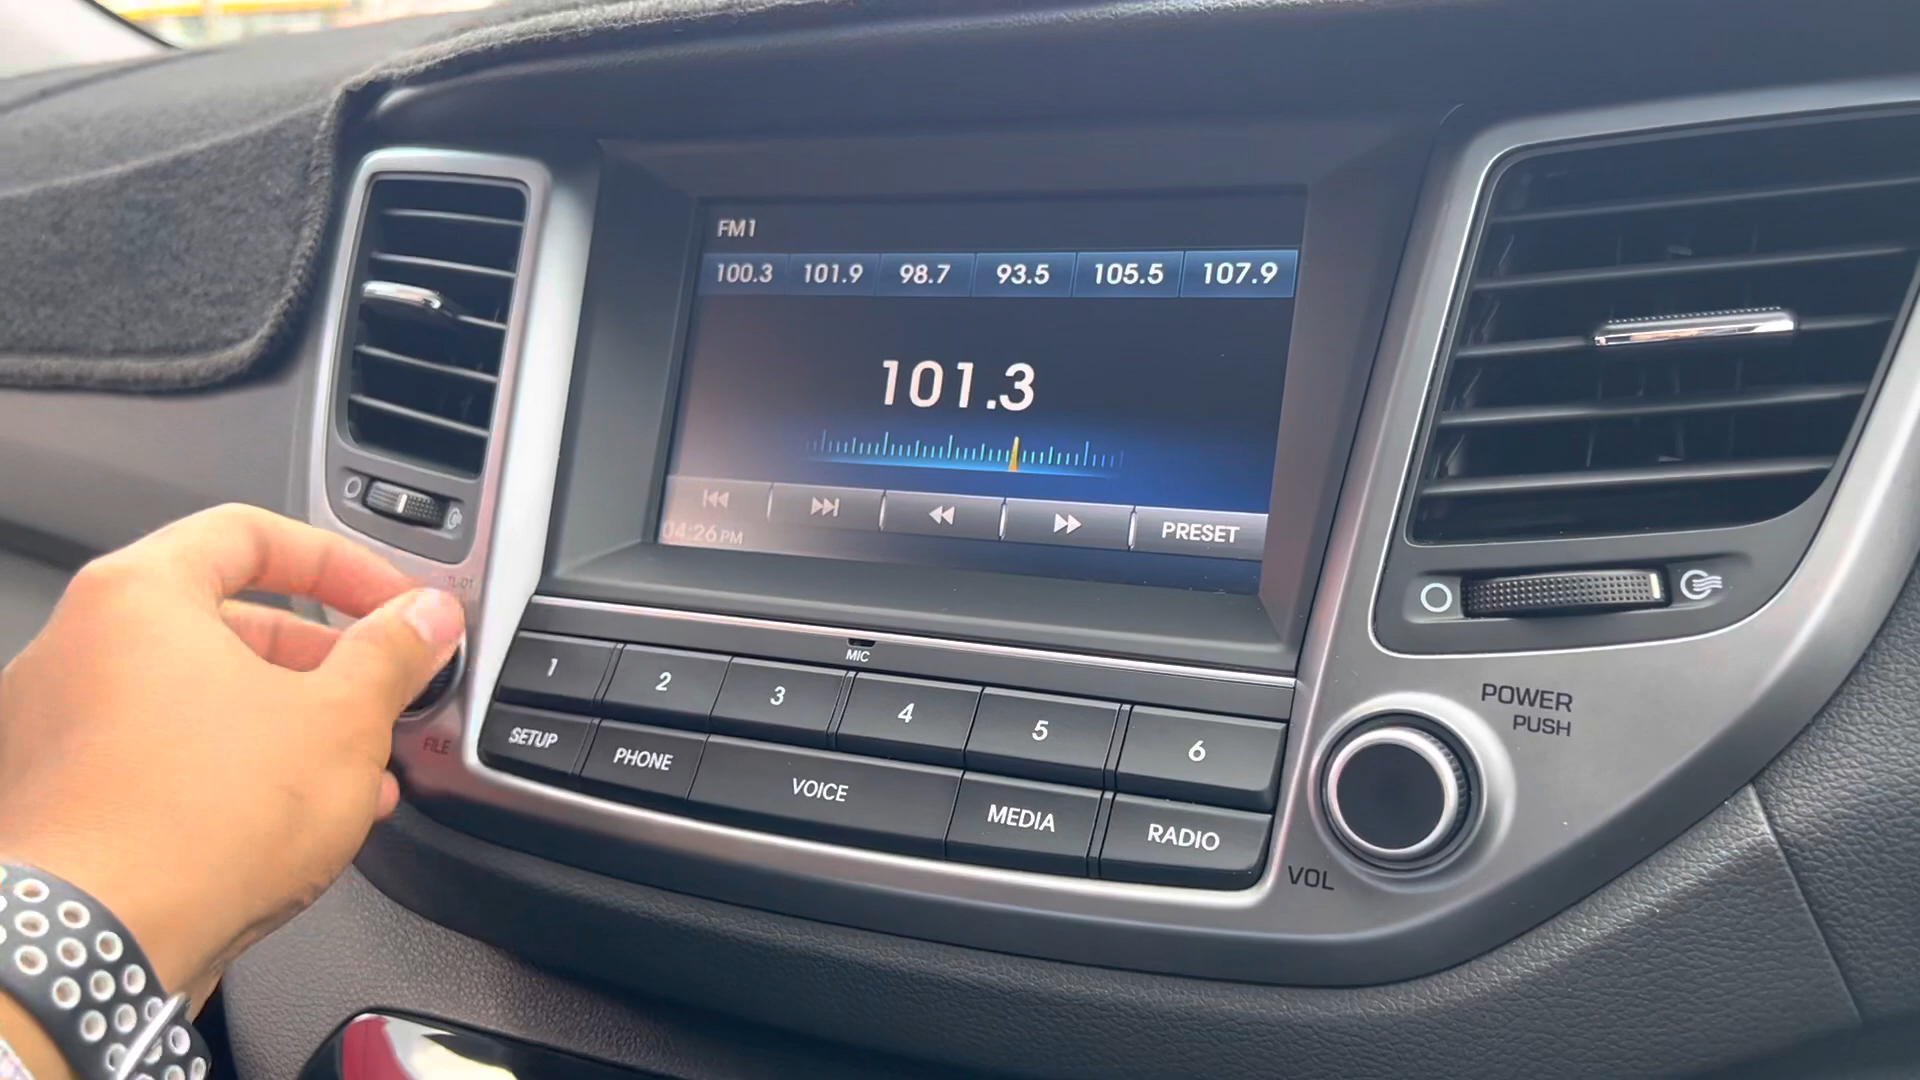 FM1
100.3 101.9 98.7 93.5 105.5 107.9
101.3
PRESET
04:26 PM
MIC
1 2 3 4 5 6
SETUP PHONE VOICE MEDIA RADIO
FILE
POWER
PUSH
VOL